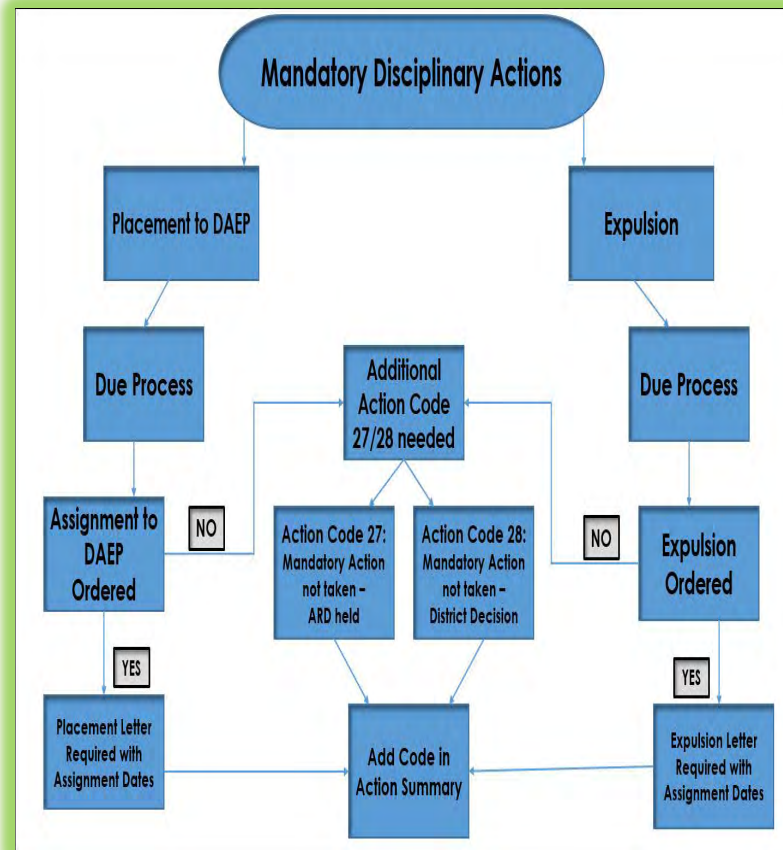 Mandatory Disciplinary Actions
Placement to DAEP
Expulsion
Due Process
Additional
Action Code
27/28 needed
Due Process
Assignment to
DAEP
Ordered
NO
Action Code 27:
Mandatory Action
not taken –
ARD held
Action Code 28:
Mandatory Action
not taken –
District Decision
NO
Expulsion
Ordered
YES
YES
Placement Letter
Required with
Assignment Dates
Add Code in
Action Summary
Expulsion Letter
Required with
Assignment Dates